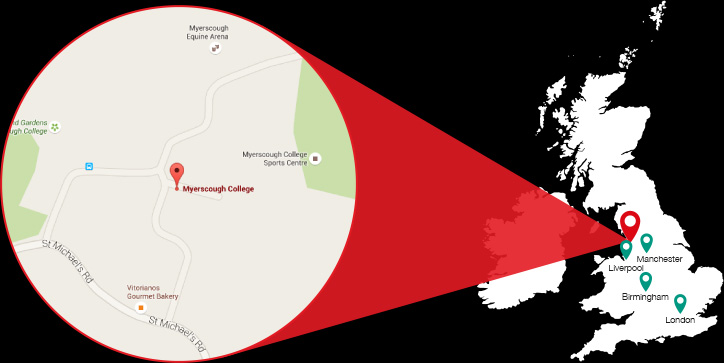 Myerscough
Equine Arena
d Gardens
ugh College
Myerscough College
Sports Centre
Myerscough College
St Michael's Rd
Vitorianos
Gourmet Bakery
St Michael's Rd
Manchester
Liverpool
Birmingham
London